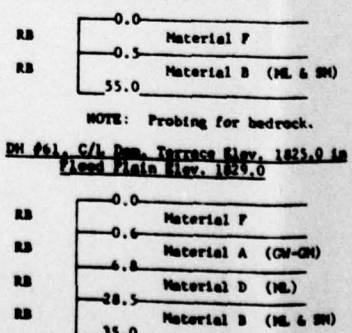 0.0
RB Material F
0.5
RB Material B (ML & SM)
55.0
NOTE: Probing for bedrock.
DH #61, C/L Dam, Terrace Elev. 1825.0 in
Flood Plain Elev. 1829.0
0.0
RB Material F
0.6
RB Material A (GW-GM)
6.8
RB Material D (ML)
28.5
RB Material B (ML & SM)
35.0